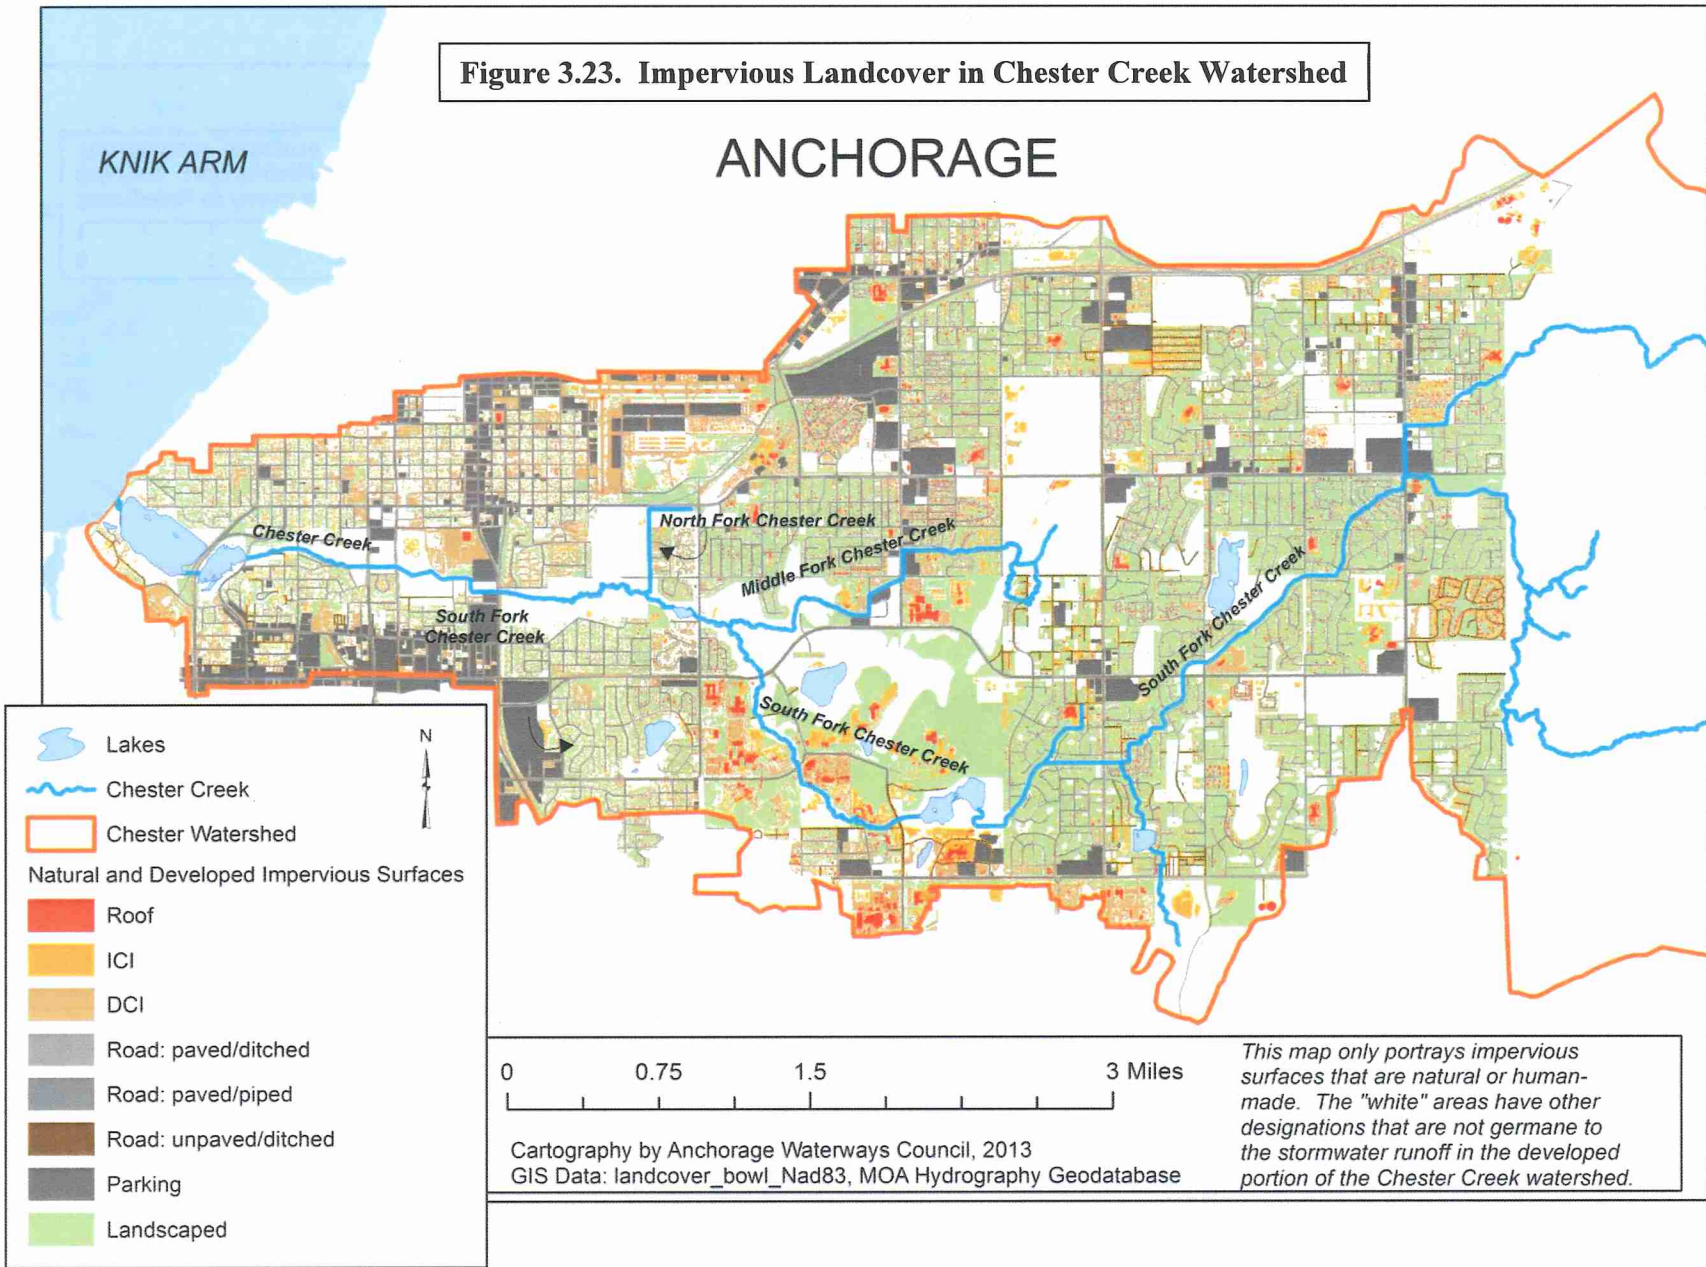 Figure 3.23. Impervious Landcover in Chester Creek Watershed
KNIK ARM
ANCHORAGE
North Fork Chester Creek
Chester Creek
Middle Fork Chester Creek
South Fork
Chester Creek
South Fork Chester Creek
South Fork Chester Creek
Lakes
N
Chester Creek
Chester Watershed
Natural and Developed Impervious Surfaces
Roof
ICI
DCI
Road: paved/ditched
Road: paved/piped
Road: unpaved/ditched
Parking
Landscaped
0 0.75 1.5 3 Miles
Cartography by Anchorage Waterways Council, 2013
GIS Data: landcover_bowl_Nad83, MOA Hydrography Geodatabase
This map only portrays impervious
surfaces that are natural or human-
made. The "white" areas have other
designations that are not germane to
the stormwater runoff in the developed
portion of the Chester Creek watershed.